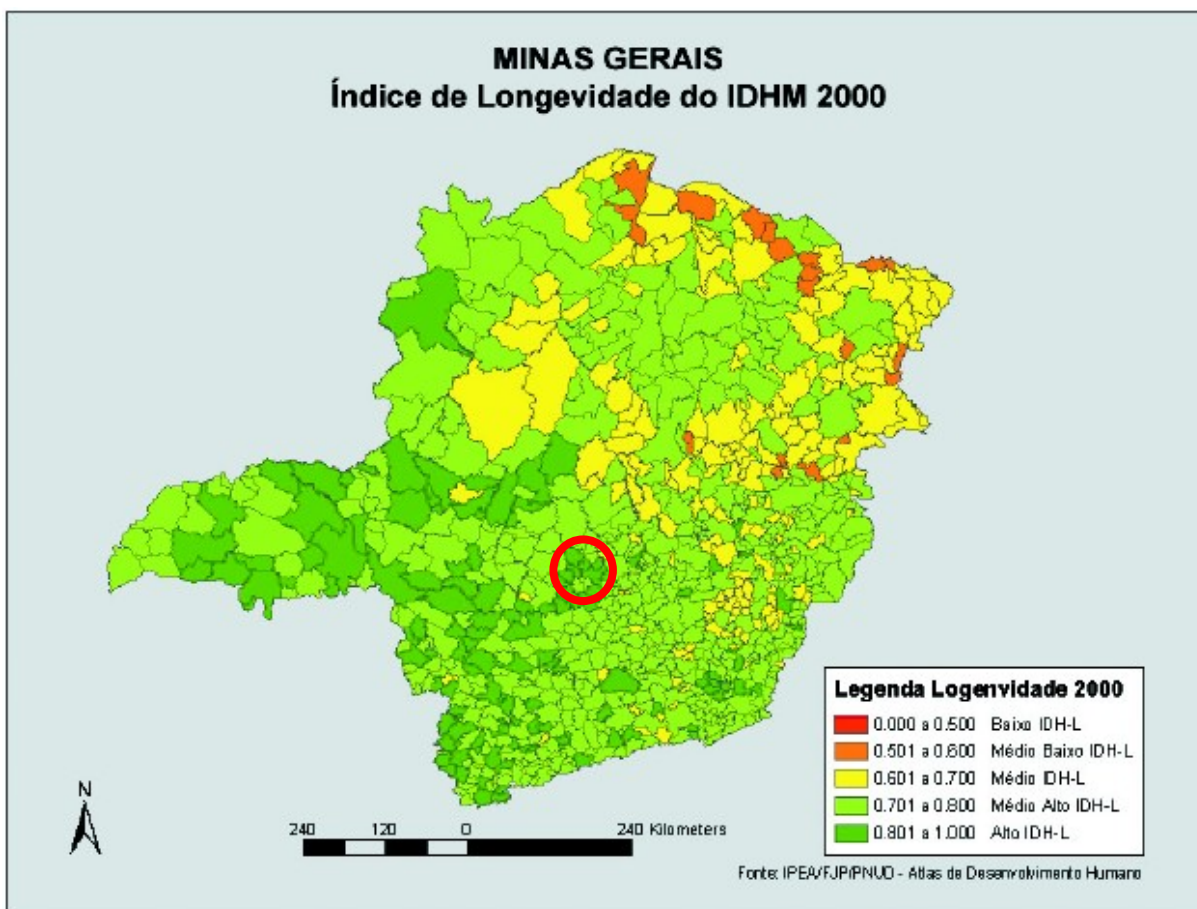 MINAS GERAIS
Índice de Longevidade do IDHM 2000
Legenda Logenvidade 2000
0.000 a 0.500 Baixo IDH-L
0.501 a 0.600 Médio Baixo IDH-L
0.601 a 0.700 Médio IDH-L
0.701 a 0.800 Médio Alto IDH-L
0.801 a 1.000 Alto IDH-L
N
240 120 0 240 Kilometers
Fonte: IPEA/FJP/PNUD - Atlas de Desenvolvimento Humano